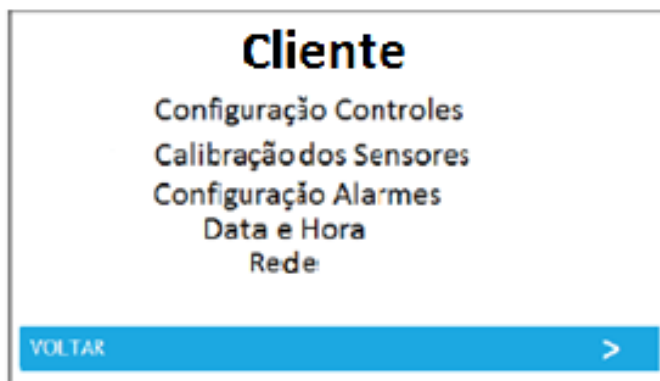 Cliente
Configuração Controles
Calibração dos Sensores
Configuração Alarmes
Data e Hora
Rede
VOLTAR >